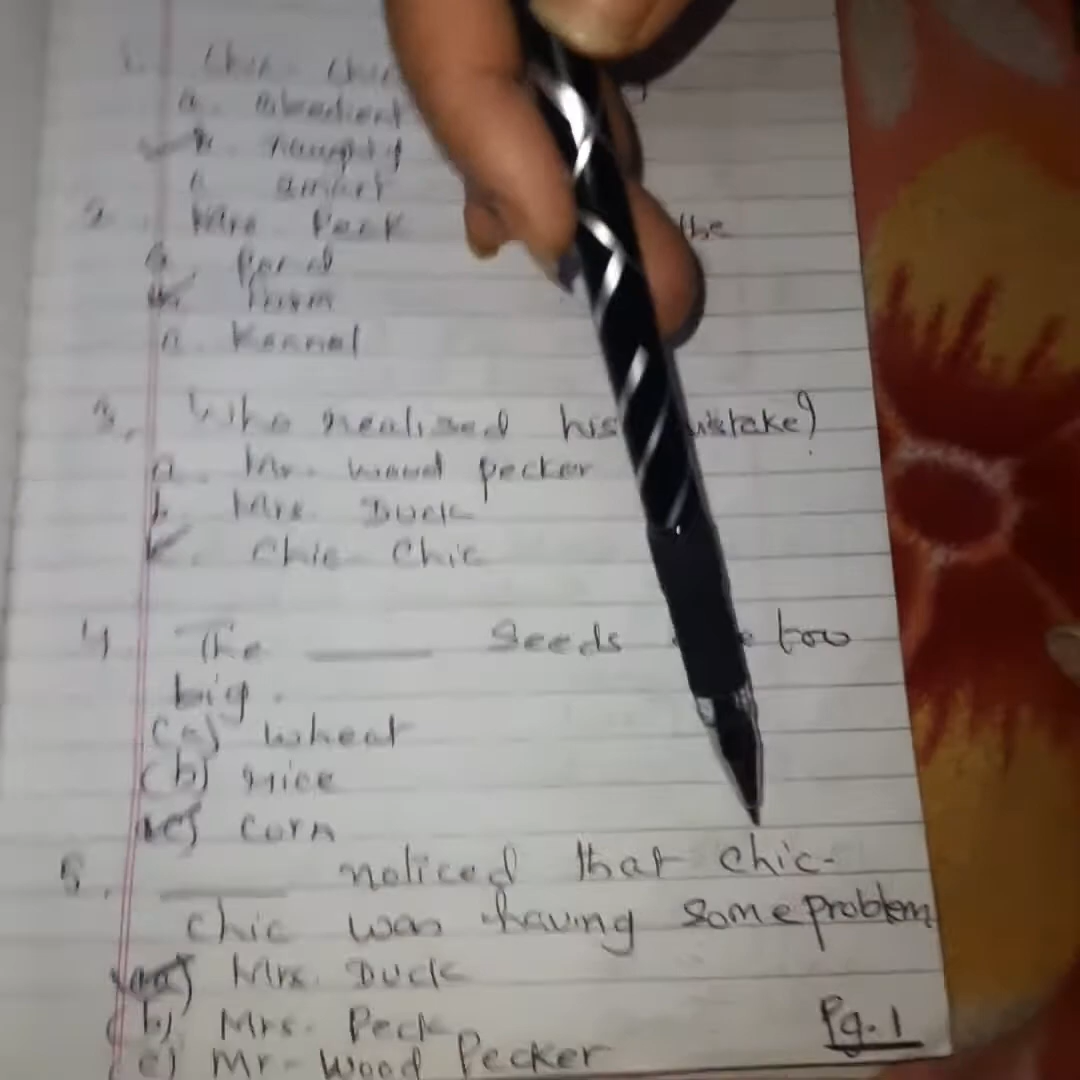 1. Chic-Chic
a. obedient
b. naughty
c. smart
2. Mrs. Peck the
a. pond
b. Farm
c. Kennel
3. Who realised his mistake?
a. Mr. wood pecker
b. Mrs. Duck
c. Chic-Chic
4 The ______ Seeds too
big.
(a) wheat
(b) rice
(c) corn
5. ______ noticed that chic-
chic was having some problem
(a) Mrs. Duck
(b) Mrs. Peck
c) Mr-Wood Pecker
Pg.1